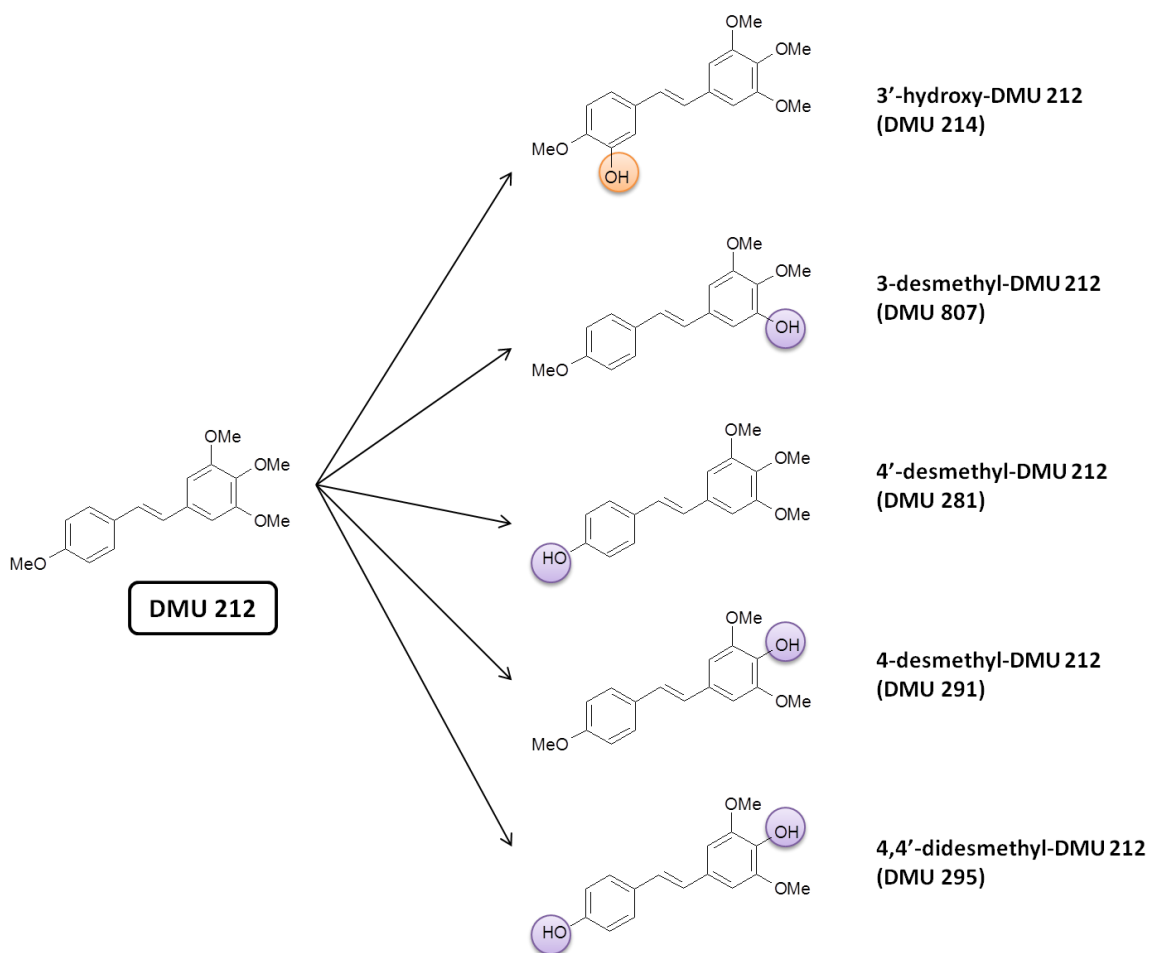 OMe
OMe
OMe
MeO
OH
3′-hydroxy-DMU 212
(DMU 214)
OMe
OMe
OH
MeO
3-desmethyl-DMU 212
(DMU 807)
OMe
OMe
OMe
MeO
DMU 212
OMe
OMe
OMe
HO
4′-desmethyl-DMU 212
(DMU 281)
OMe
OH
OMe
MeO
4-desmethyl-DMU 212
(DMU 291)
OMe
OH
OMe
HO
4,4′-didesmethyl-DMU 212
(DMU 295)